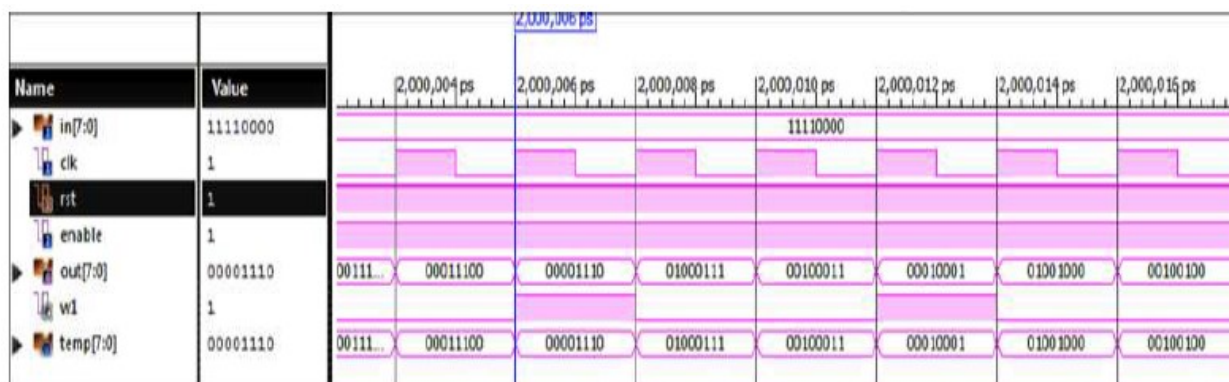 2,000,006 ps
Name Value 2,000,004 ps 2,000,006 ps 2,000,008 ps 2,000,010 ps 2,000,012 ps 2,000,014 ps 2,000,016 ps
in[7:0] 11110000 11110000
clk 1
rst 1
enable 1
out[7:0] 00001110 00111... 00011100 00001110 01000111 00100011 00010001 01001000 00100100
w1 1
temp[7:0] 00001110 00111... 00011100 00001110 01000111 00100011 00010001 01001000 00100100